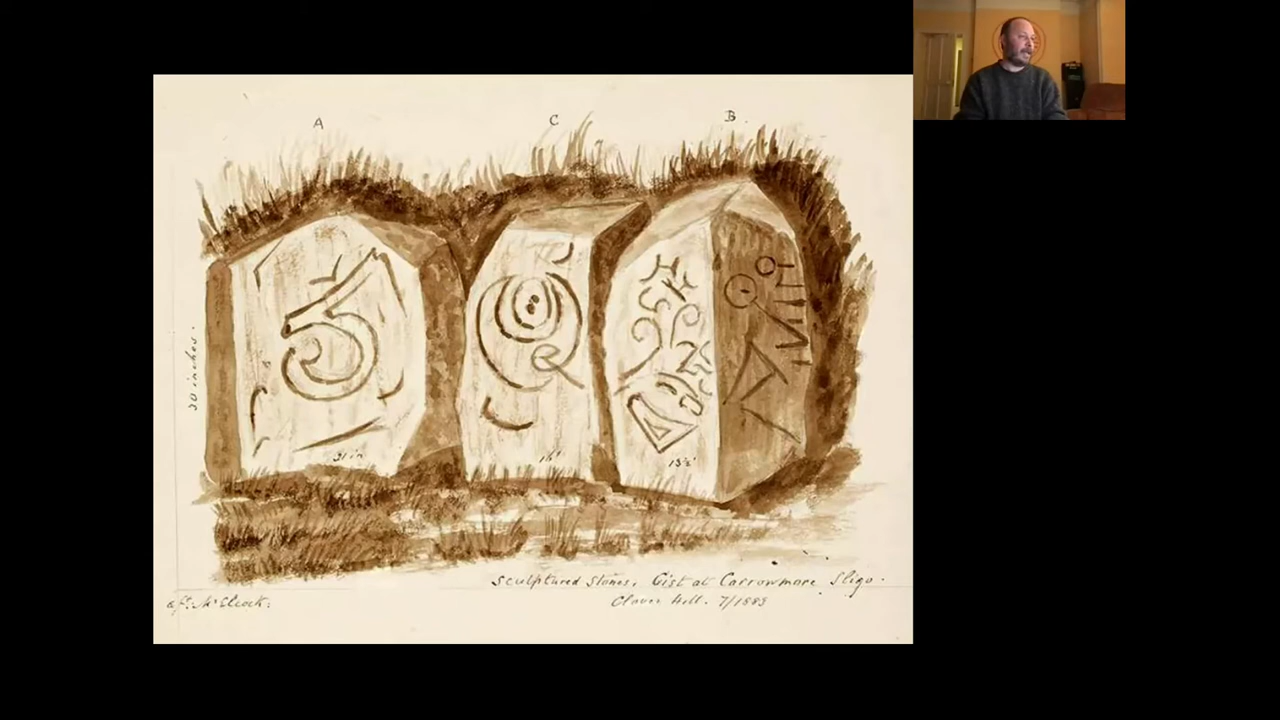 A C B.
30 inches.
31 in 16" 13½"
Sculptured Stones. Cist at Carrowmore Sligo.
Clover Hill. 7/1883